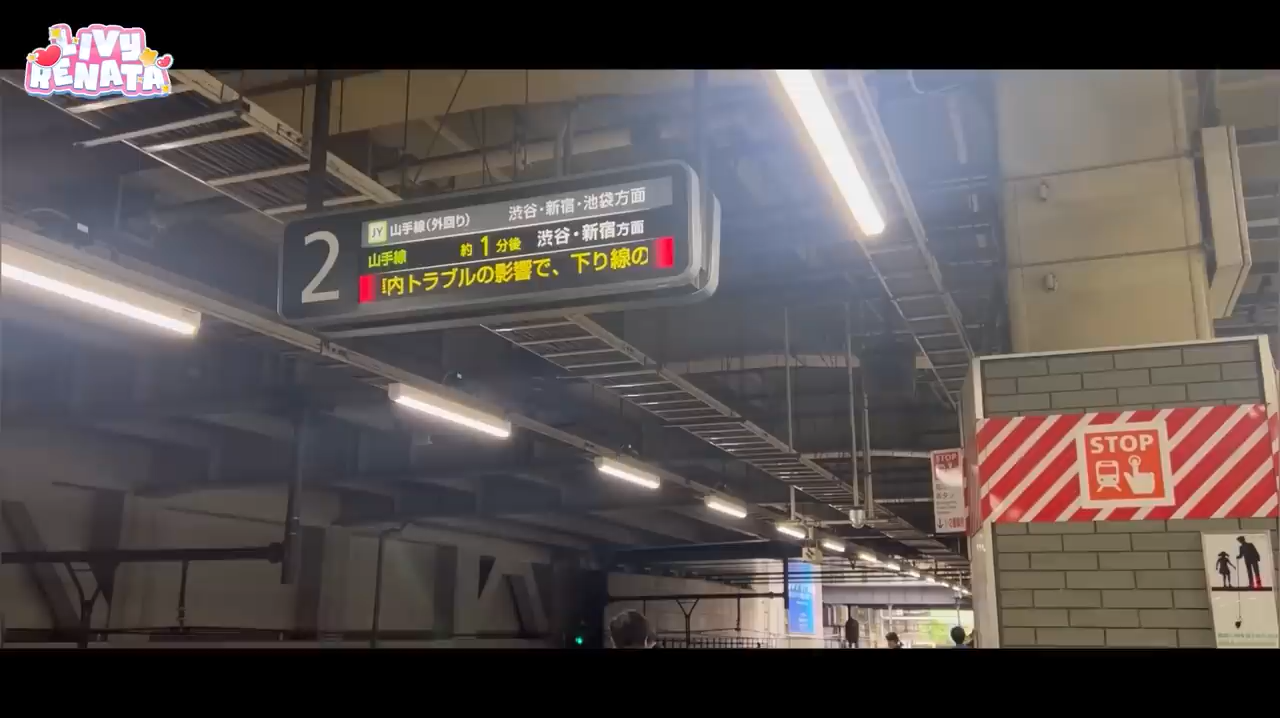 LIVY
RENATA
2
JY 山手線(外回り) 渋谷・新宿・池袋方面
山手線 約1分後 渋谷・新宿方面
内トラブルの影響で、下り線の
STOP
STOP